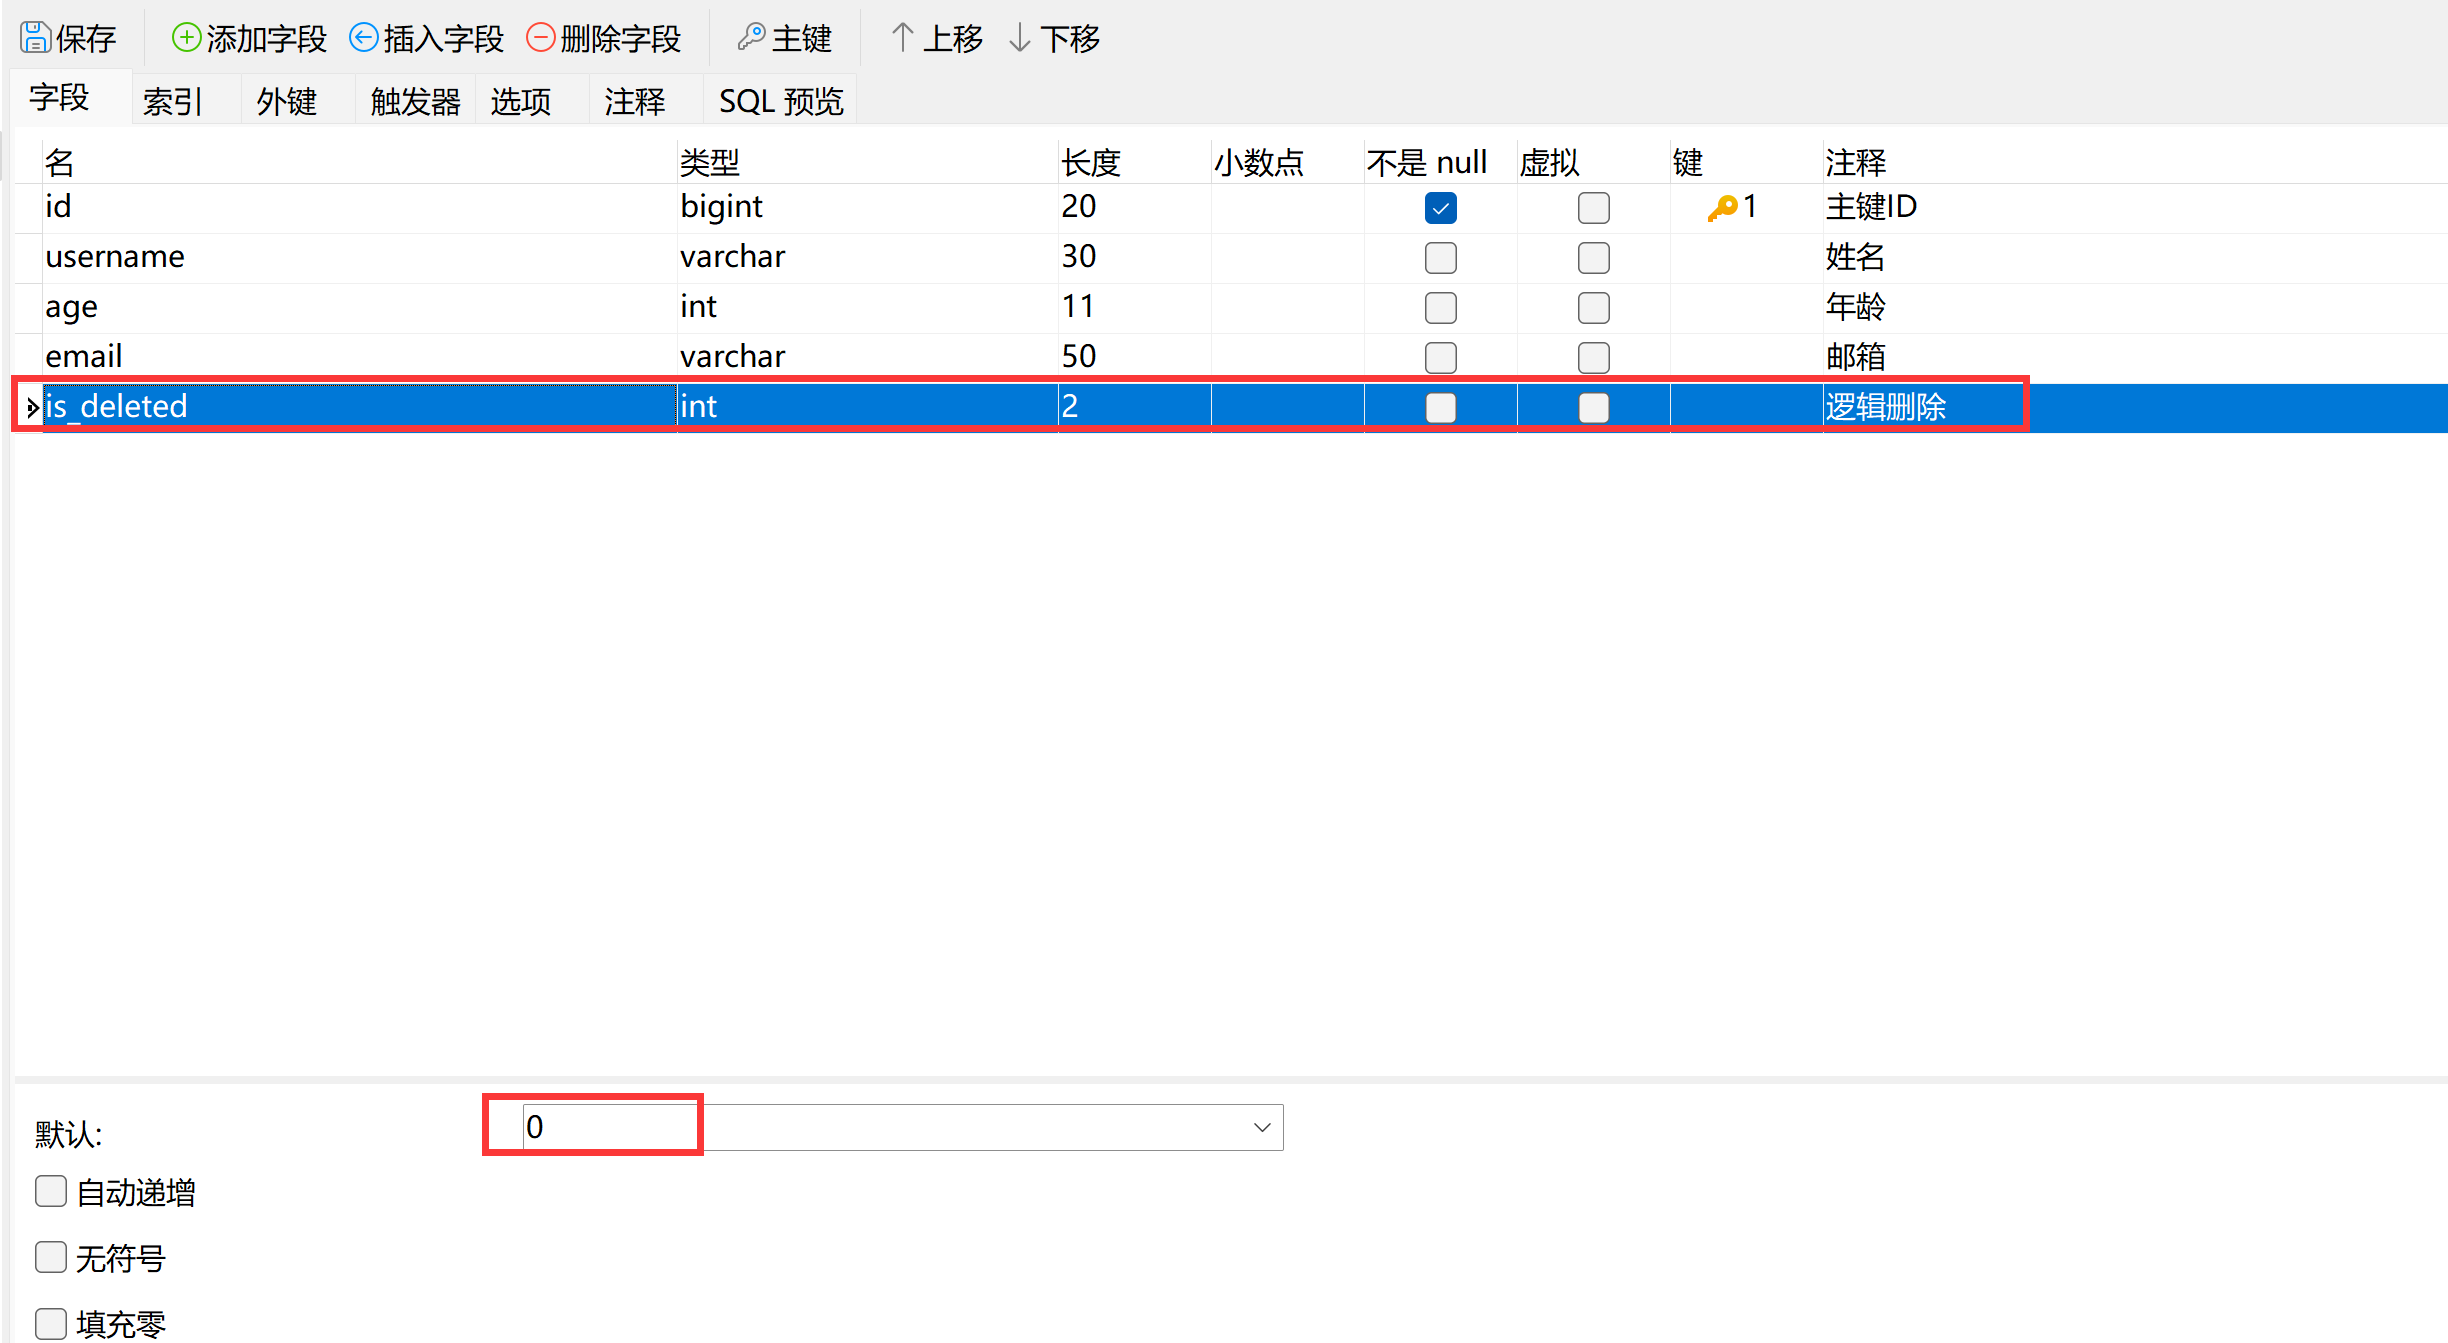 保存 添加字段 插入字段 删除字段 主键 上移 下移
字段 索引 外键 触发器 选项 注释 SQL 预览
名 类型 长度 小数点 不是 null 虚拟 键 注释
id bigint 20 1 主键ID
username varchar 30 姓名
age int 11 年龄
email varchar 50 邮箱
is_deleted int 2 逻辑删除
默认: 0
自动递增
无符号
填充零